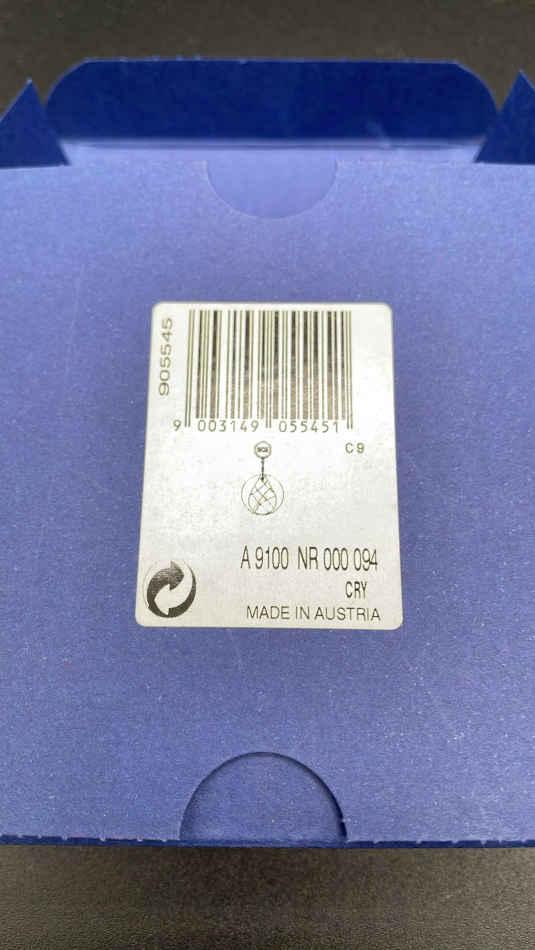 905545
9 003149 055451
C9
A 9100 NR 000 094
CRY
MADE IN AUSTRIA